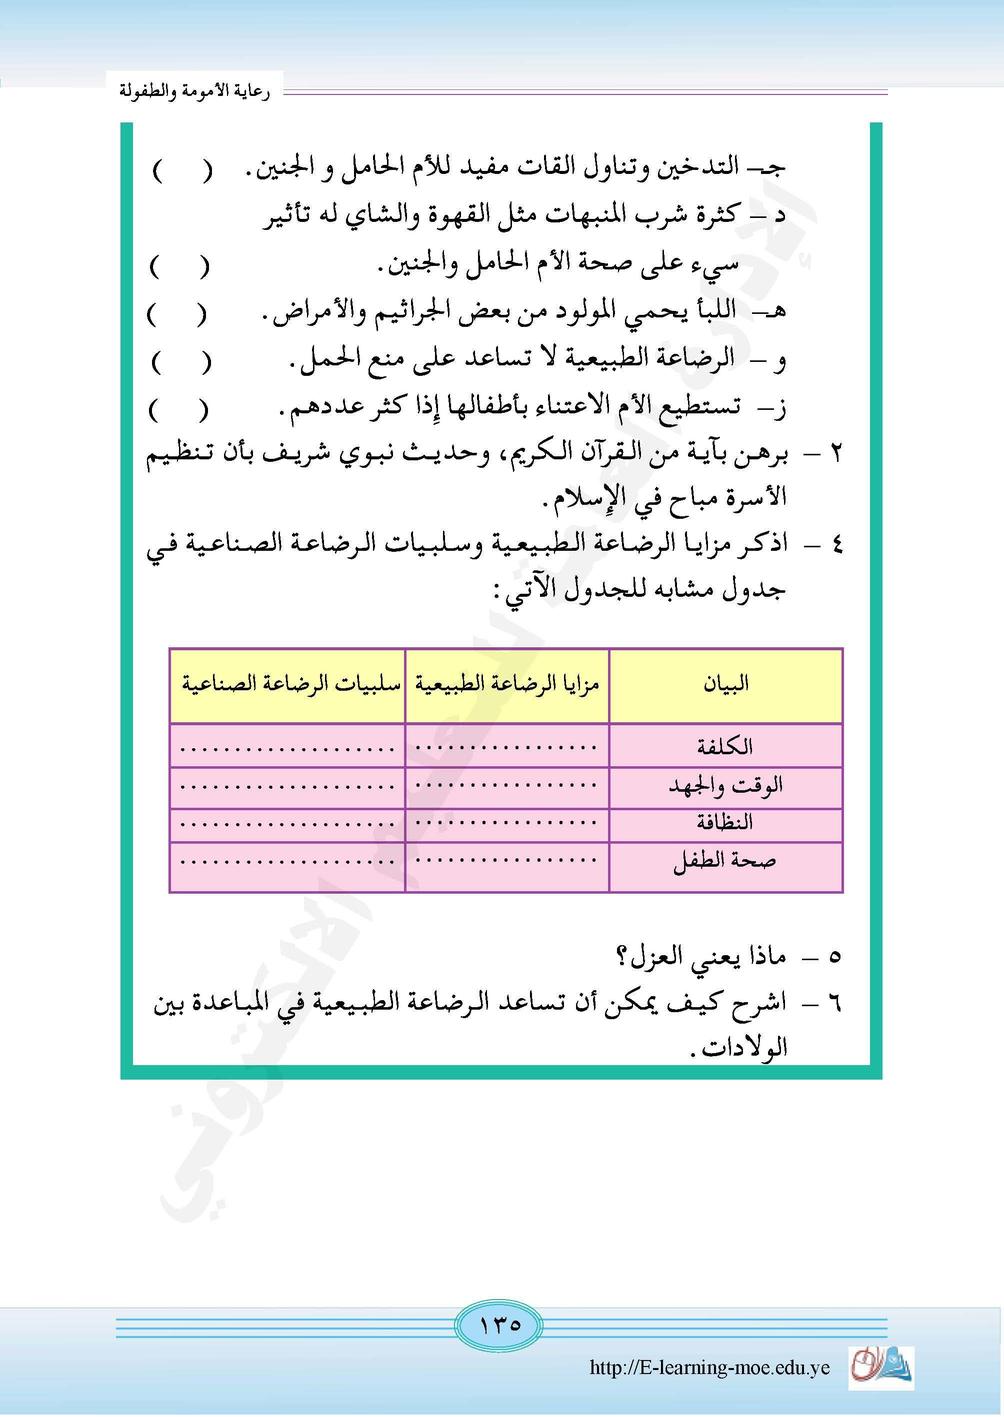 رعاية الأمومة والطفولة
جـ– التدخين وتناول القات مفيد للأم الحامل و الجنين. (    )
د – كثرة شرب المنبهات مثل القهوة والشاي له تأثير
سيء على صحة الأم الحامل والجنين. (    )
هـ– اللبأ يحمي المولود من بعض الجراثيم والأمراض. (    )
و – الرضاعة الطبيعية لا تساعد على منع الحمل. (    )
ز– تستطيع الأم الاعتناء بأطفالها إذا كثر عددهم. (    )
٢ – برهن بآية من القرآن الكريم، وحديث نبوي شريف بأن تنظيم
الأسرة مباح في الإسلام.
٤ – اذكر مزايا الرضاعة الطبيعية وسلبيات الرضاعة الصناعية في
جدول مشابه للجدول الآتي:
البيان مزايا الرضاعة الطبيعية سلبيات الرضاعة الصناعية
الكلفة ................. ....................
الوقت والجهد ................. ....................
النظافة ................. ....................
صحة الطفل ................. ....................
٥ – ماذا يعني العزل؟
٦ – اشرح كيف يمكن أن تساعد الرضاعة الطبيعية في المباعدة بين
الولادات.
الإدارة العامة للتعليم الالكتروني
١٣٥
http://E-learning-moe.edu.ye